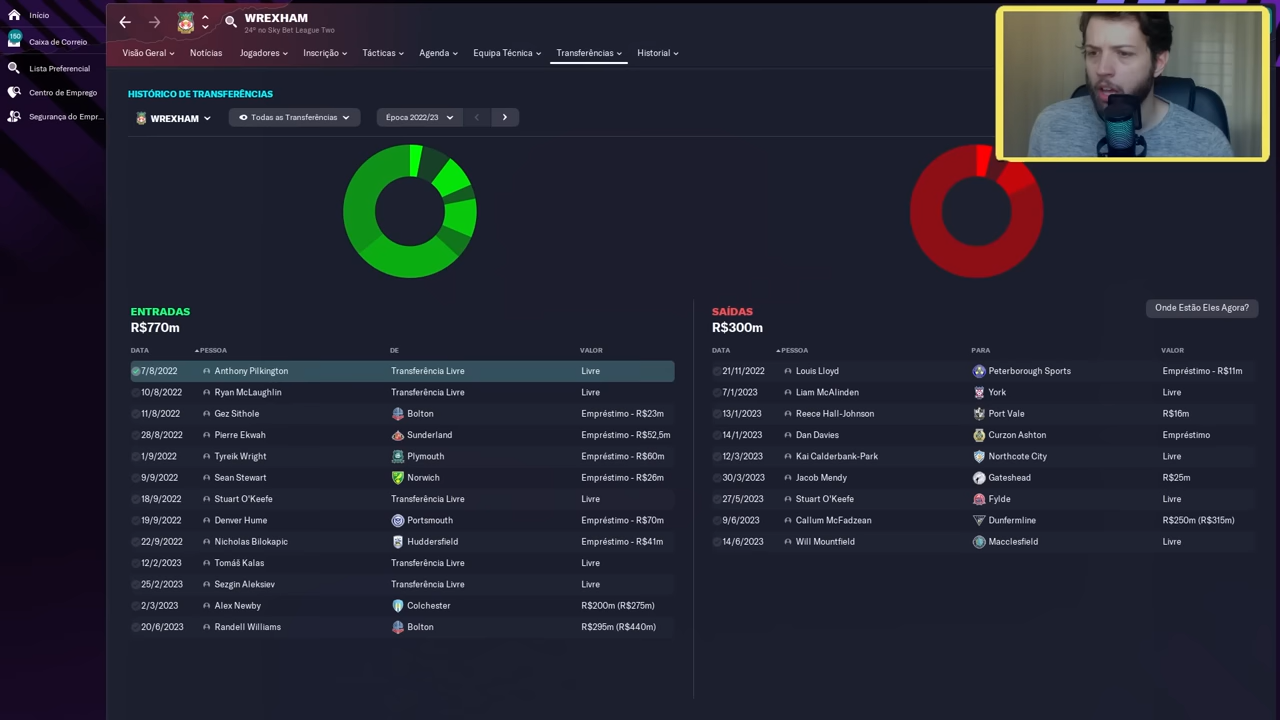 Início
150
Caixa de Correio
Lista Preferencial
Centro de Emprego
Segurança do Empr...
WREXHAM
24º no Sky Bet League Two
Visão Geral Notícias Jogadores Inscrição Tácticas Agenda Equipa Técnica Transferências Historial
HISTÓRICO DE TRANSFERÊNCIAS
WREXHAM Todas as Transferências Época 2022/23
ENTRADAS
R$770m
DATA PESSOA DE VALOR
7/8/2022 Anthony Pilkington Transferência Livre Livre
10/8/2022 Ryan McLaughlin Transferência Livre Livre
11/8/2022 Gez Sithole Bolton Empréstimo - R$23m
28/8/2022 Pierre Ekwah Sunderland Empréstimo - R$52,5m
1/9/2022 Tyreik Wright Plymouth Empréstimo - R$60m
9/9/2022 Sean Stewart Norwich Empréstimo - R$26m
18/9/2022 Stuart O'Keefe Transferência Livre Livre
19/9/2022 Denver Hume Portsmouth Empréstimo - R$70m
22/9/2022 Nicholas Bilokapic Huddersfield Empréstimo - R$41m
12/2/2023 Tomáš Kalas Transferência Livre Livre
25/2/2023 Sezgin Aleksiev Transferência Livre Livre
2/3/2023 Alex Newby Colchester R$200m (R$275m)
20/6/2023 Randell Williams Bolton R$295m (R$440m)
SAÍDAS
R$300m
Onde Estão Eles Agora?
DATA PESSOA PARA VALOR
21/11/2022 Louis Lloyd Peterborough Sports Empréstimo - R$11m
7/1/2023 Liam McAlinden York Livre
13/1/2023 Reece Hall-Johnson Port Vale R$16m
14/1/2023 Dan Davies Curzon Ashton Empréstimo
12/3/2023 Kai Calderbank-Park Northcote City Livre
30/3/2023 Jacob Mendy Gateshead R$25m
27/5/2023 Stuart O'Keefe Fylde Livre
9/6/2023 Callum McFadzean Dunfermline R$250m (R$315m)
14/6/2023 Will Mountfield Macclesfield Livre